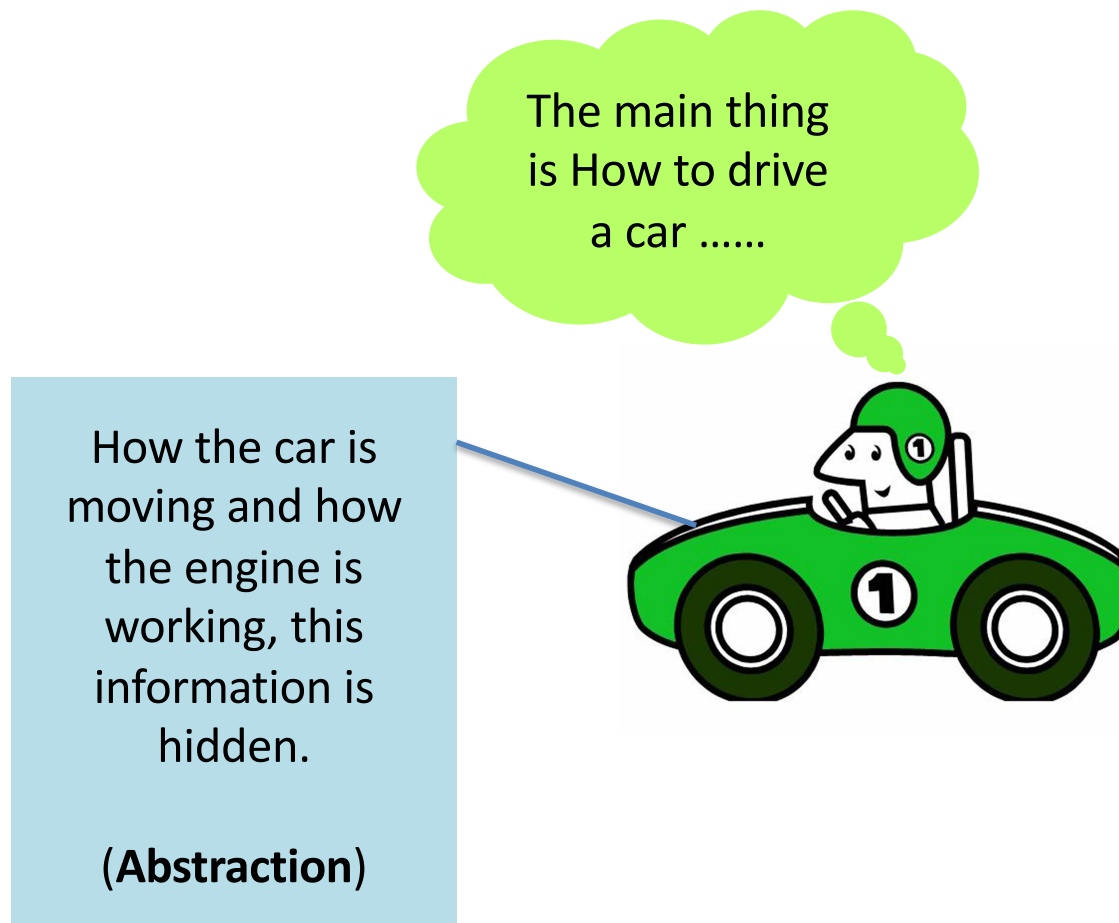 The main thing
is How to drive
a car ......
How the car is
moving and how
the engine is
working, this
information is
hidden.
(Abstraction)
1
1